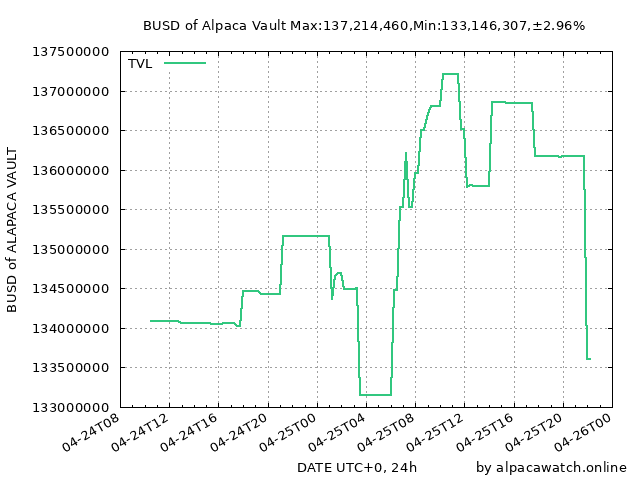 BUSD of Alpaca Vault Max:137,214,460,Min:133,146,307,±2.96%
TVL
137500000
137000000
136500000
136000000
135500000
135000000
134500000
134000000
133500000
133000000
BUSD of ALAPACA VAULT
04-24T08
04-24T12
04-24T16
04-24T20
04-25T00
04-25T04
04-25T08
04-25T12
04-25T16
04-25T20
04-26T00
DATE UTC+0, 24h
by alpacawatch.online